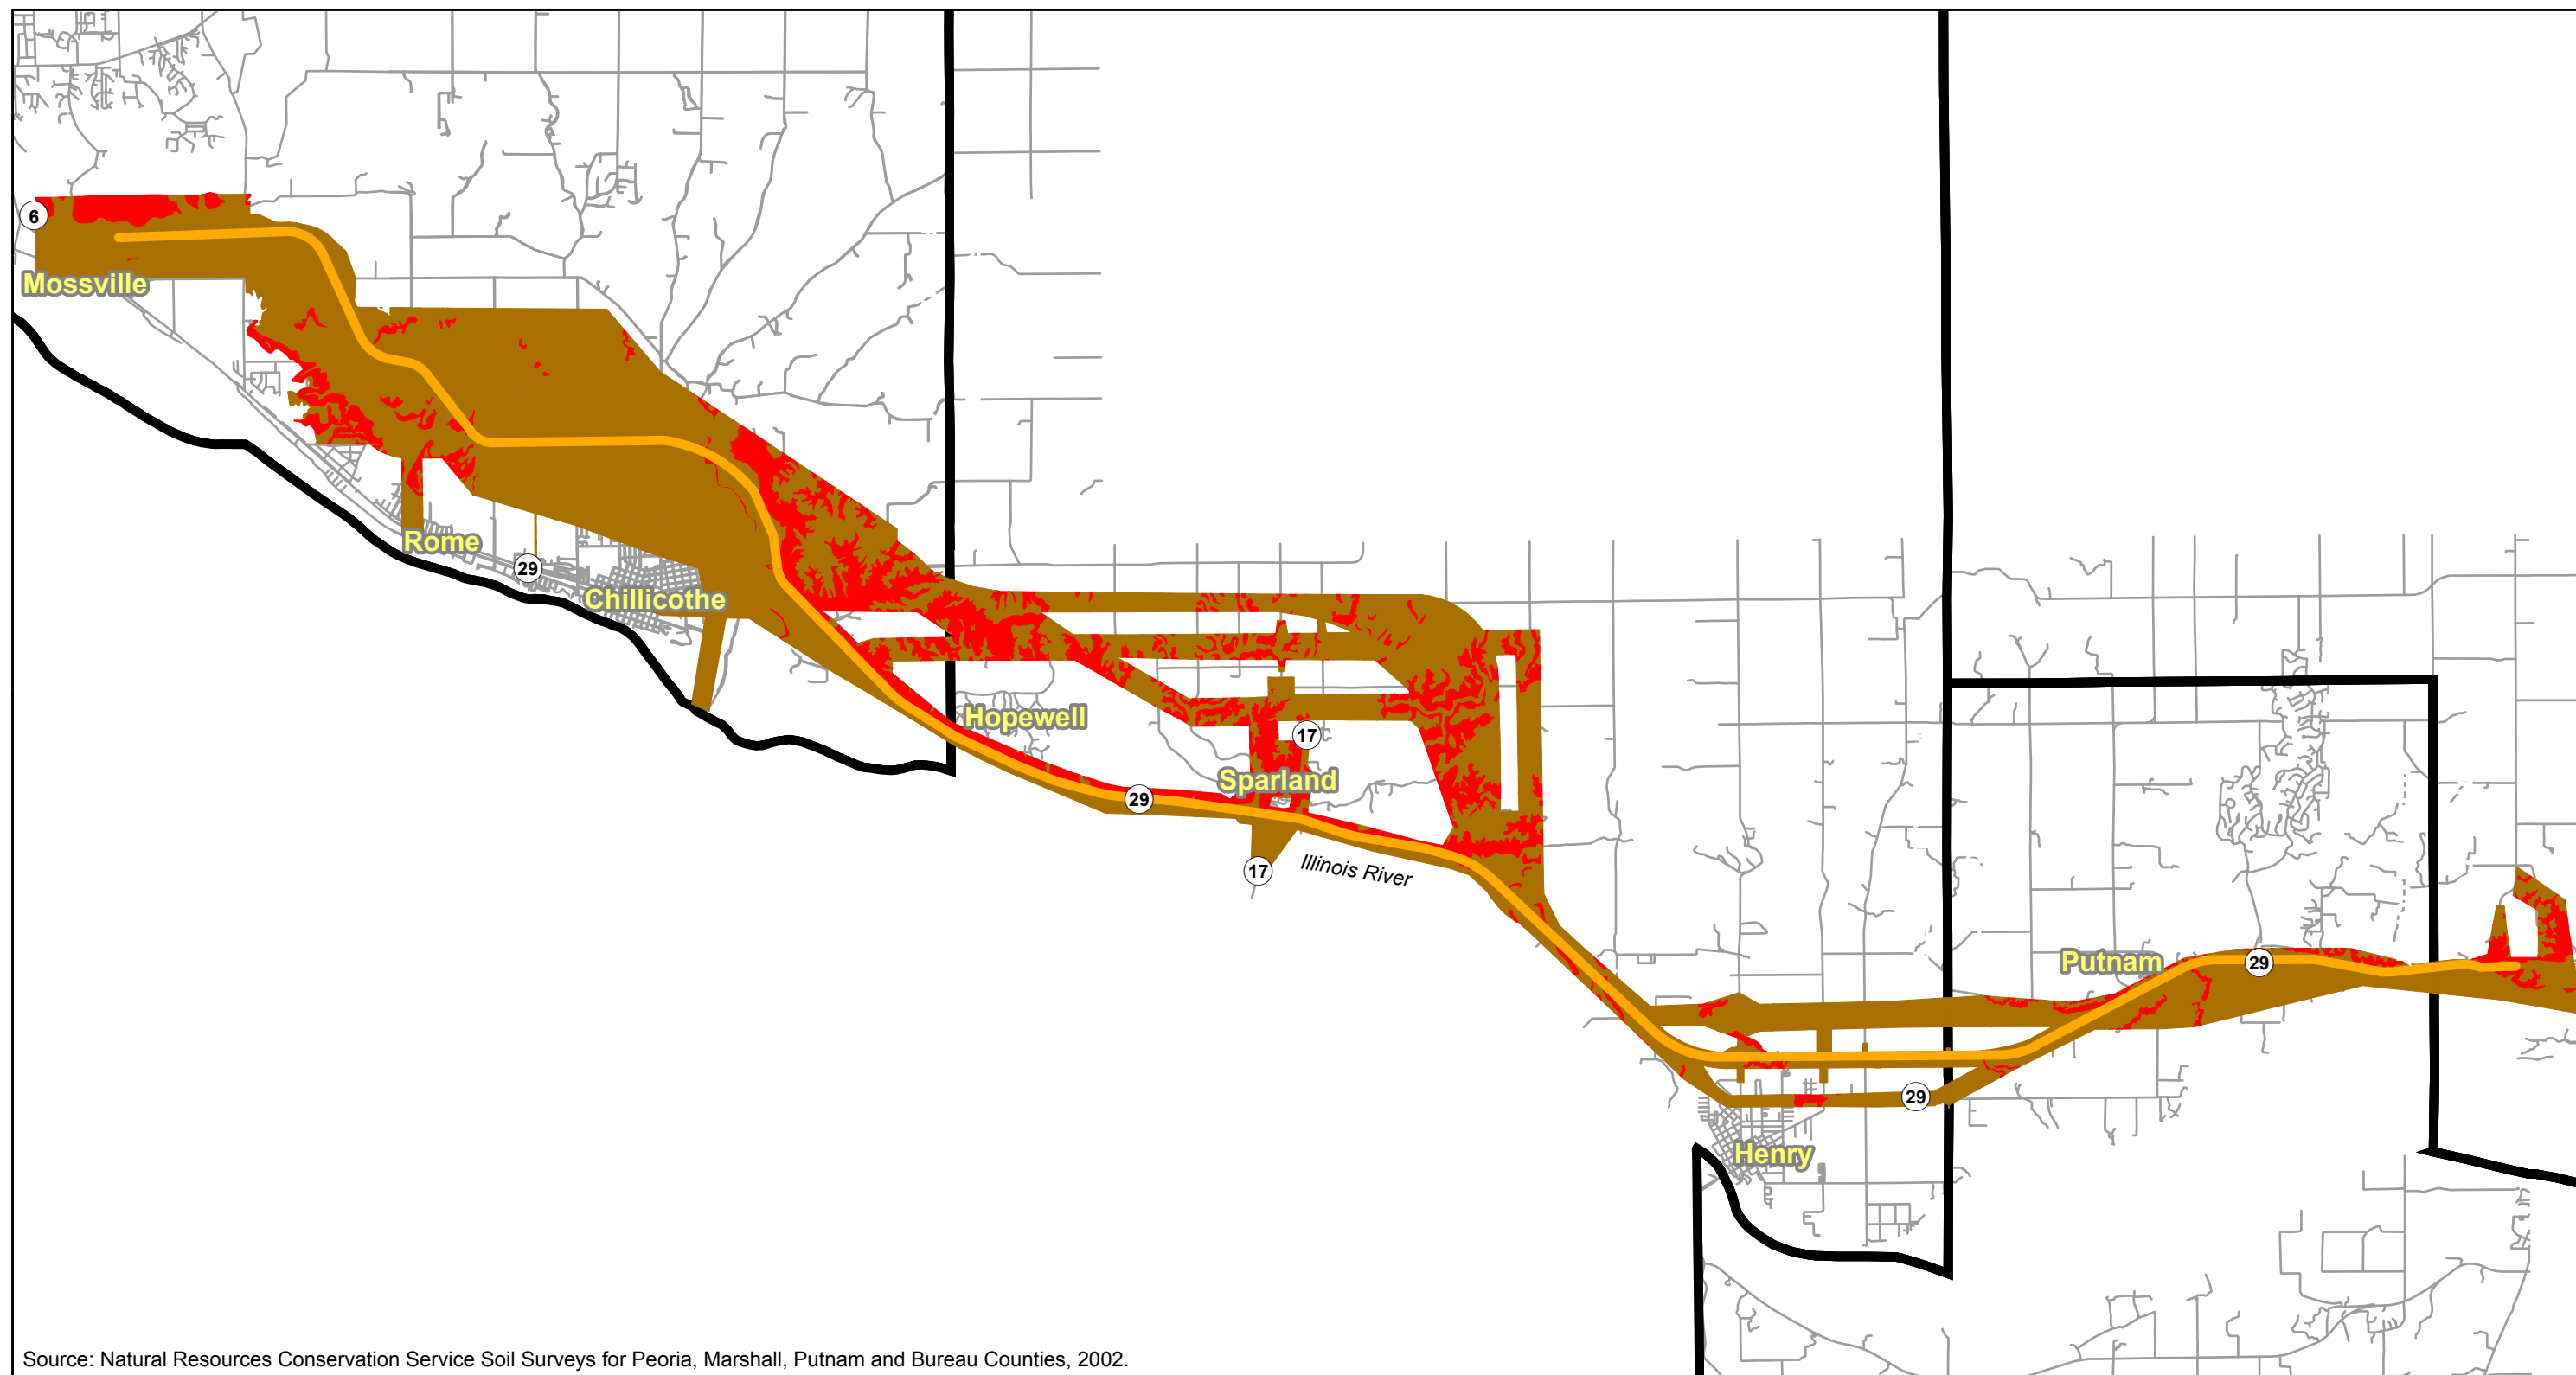 6
Mossville
Rome
29
Chillicothe
Hopewell
17
Sparland
29
17
Illinois River
Putnam
29
29
Henry
Source: Natural Resources Conservation Service Soil Surveys for Peoria, Marshall, Putnam and Bureau Counties, 2002.